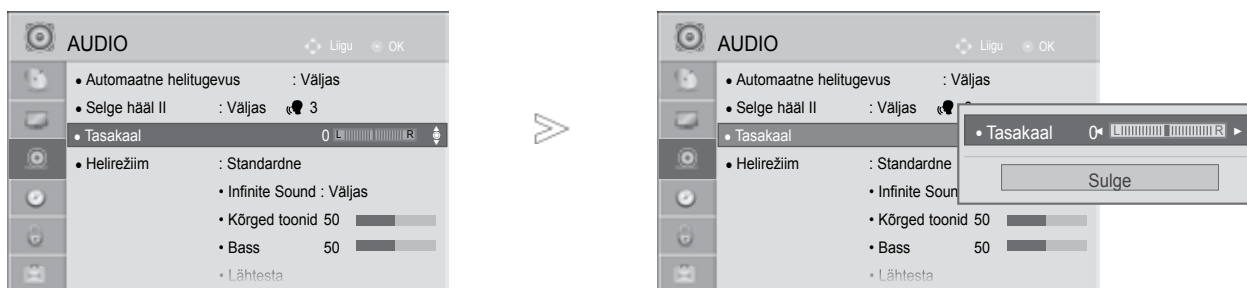 AUDIO
Liigu OK
• Automaatne helitugevus : Väljas
• Selge hääl II : Väljas 3
• Tasakaal 0 L R
• Helirežiim : Standardne
• Infinite Sound : Väljas
• Kõrged toonid 50
• Bass 50
• Lähtesta
AUDIO
Liigu OK
• Automaatne helitugevus : Väljas
• Selge hääl II : Väljas
• Tasakaal
• Helirežiim : Standardne
• Infinite Soun
• Kõrged toonid 50
• Bass 50
• Lähtesta
• Tasakaal 0 L R
Sulge